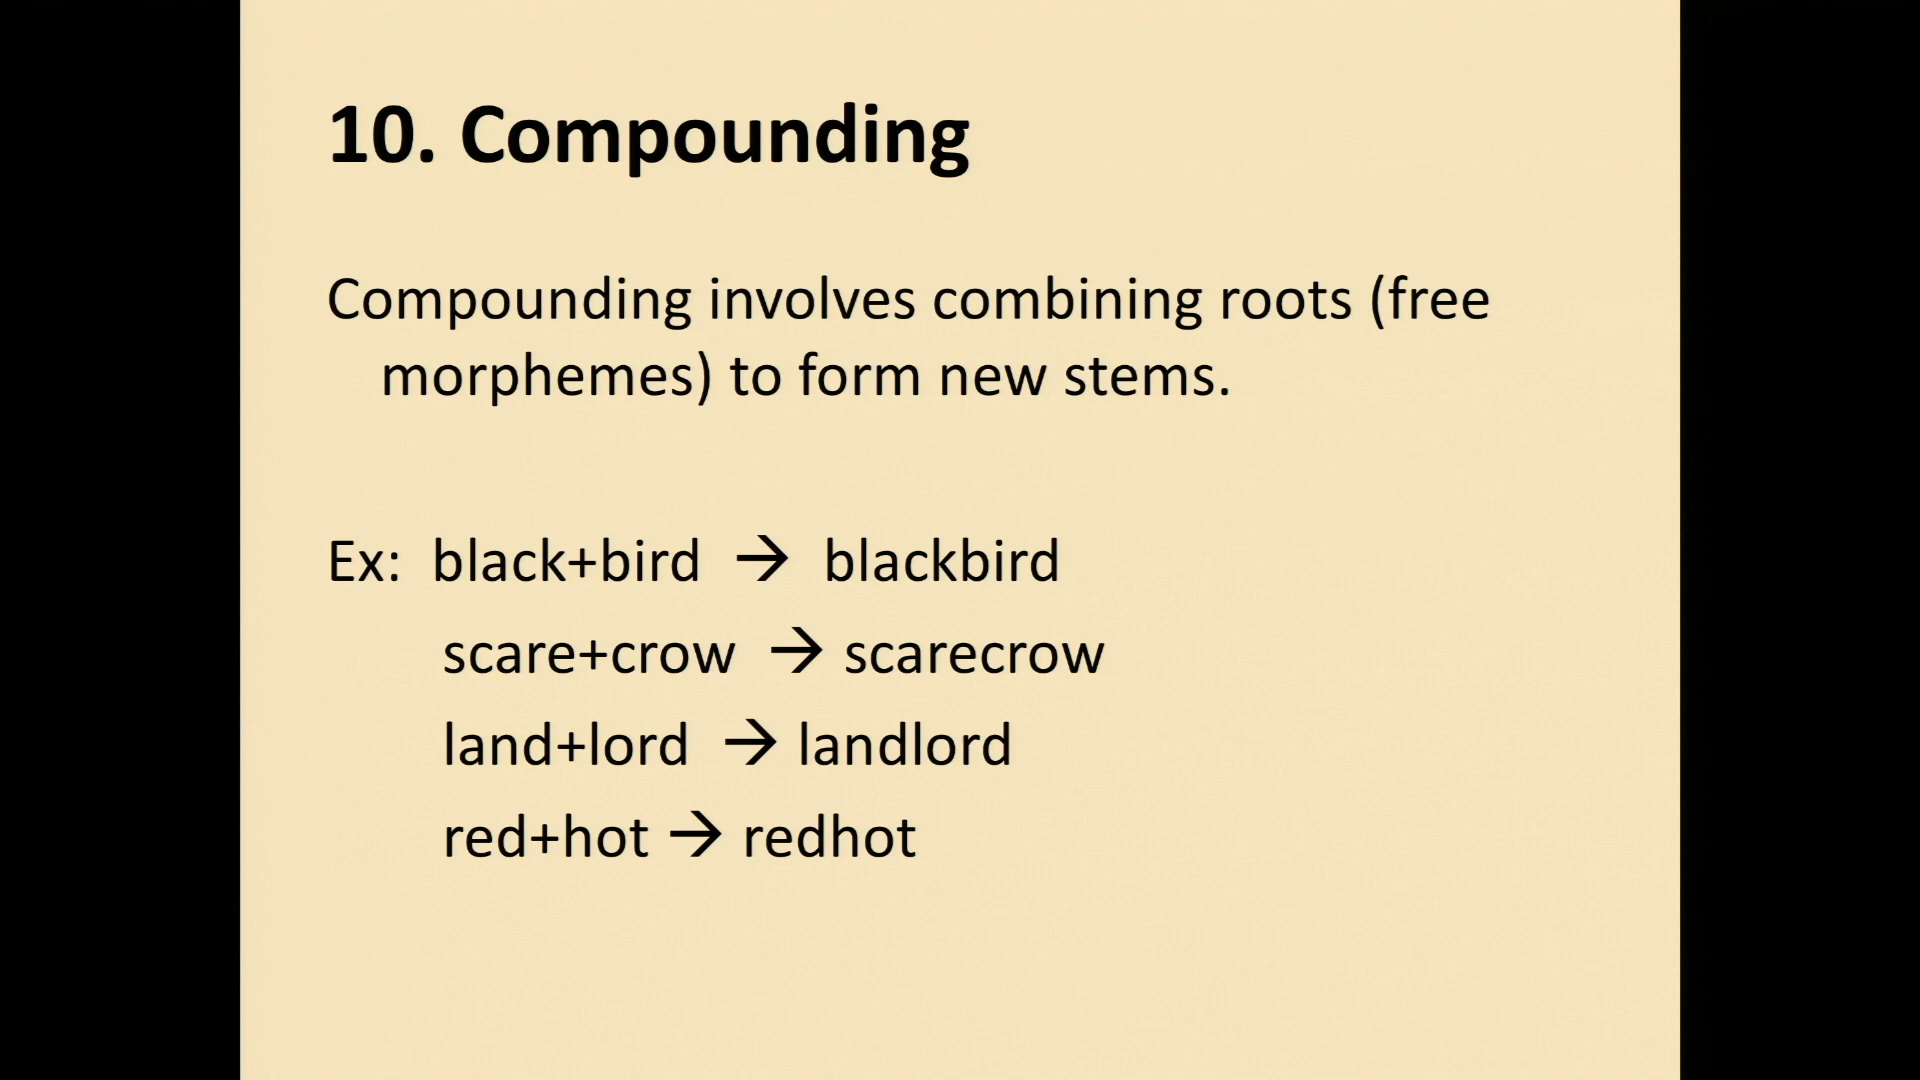 10. Compounding
Compounding involves combining roots (free
morphemes) to form new stems.
Ex: black+bird → blackbird
scare+crow → scarecrow
land+lord → landlord
red+hot → redhot